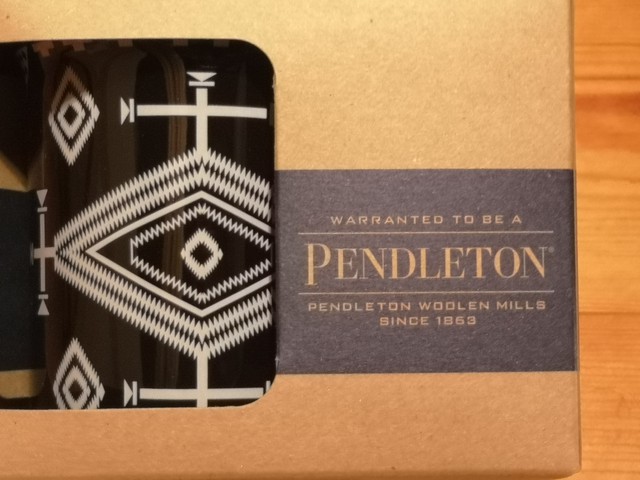 WARRANTED TO BE A
PENDLETON®
PENDLETON WOOLEN MILLS
SINCE 1863